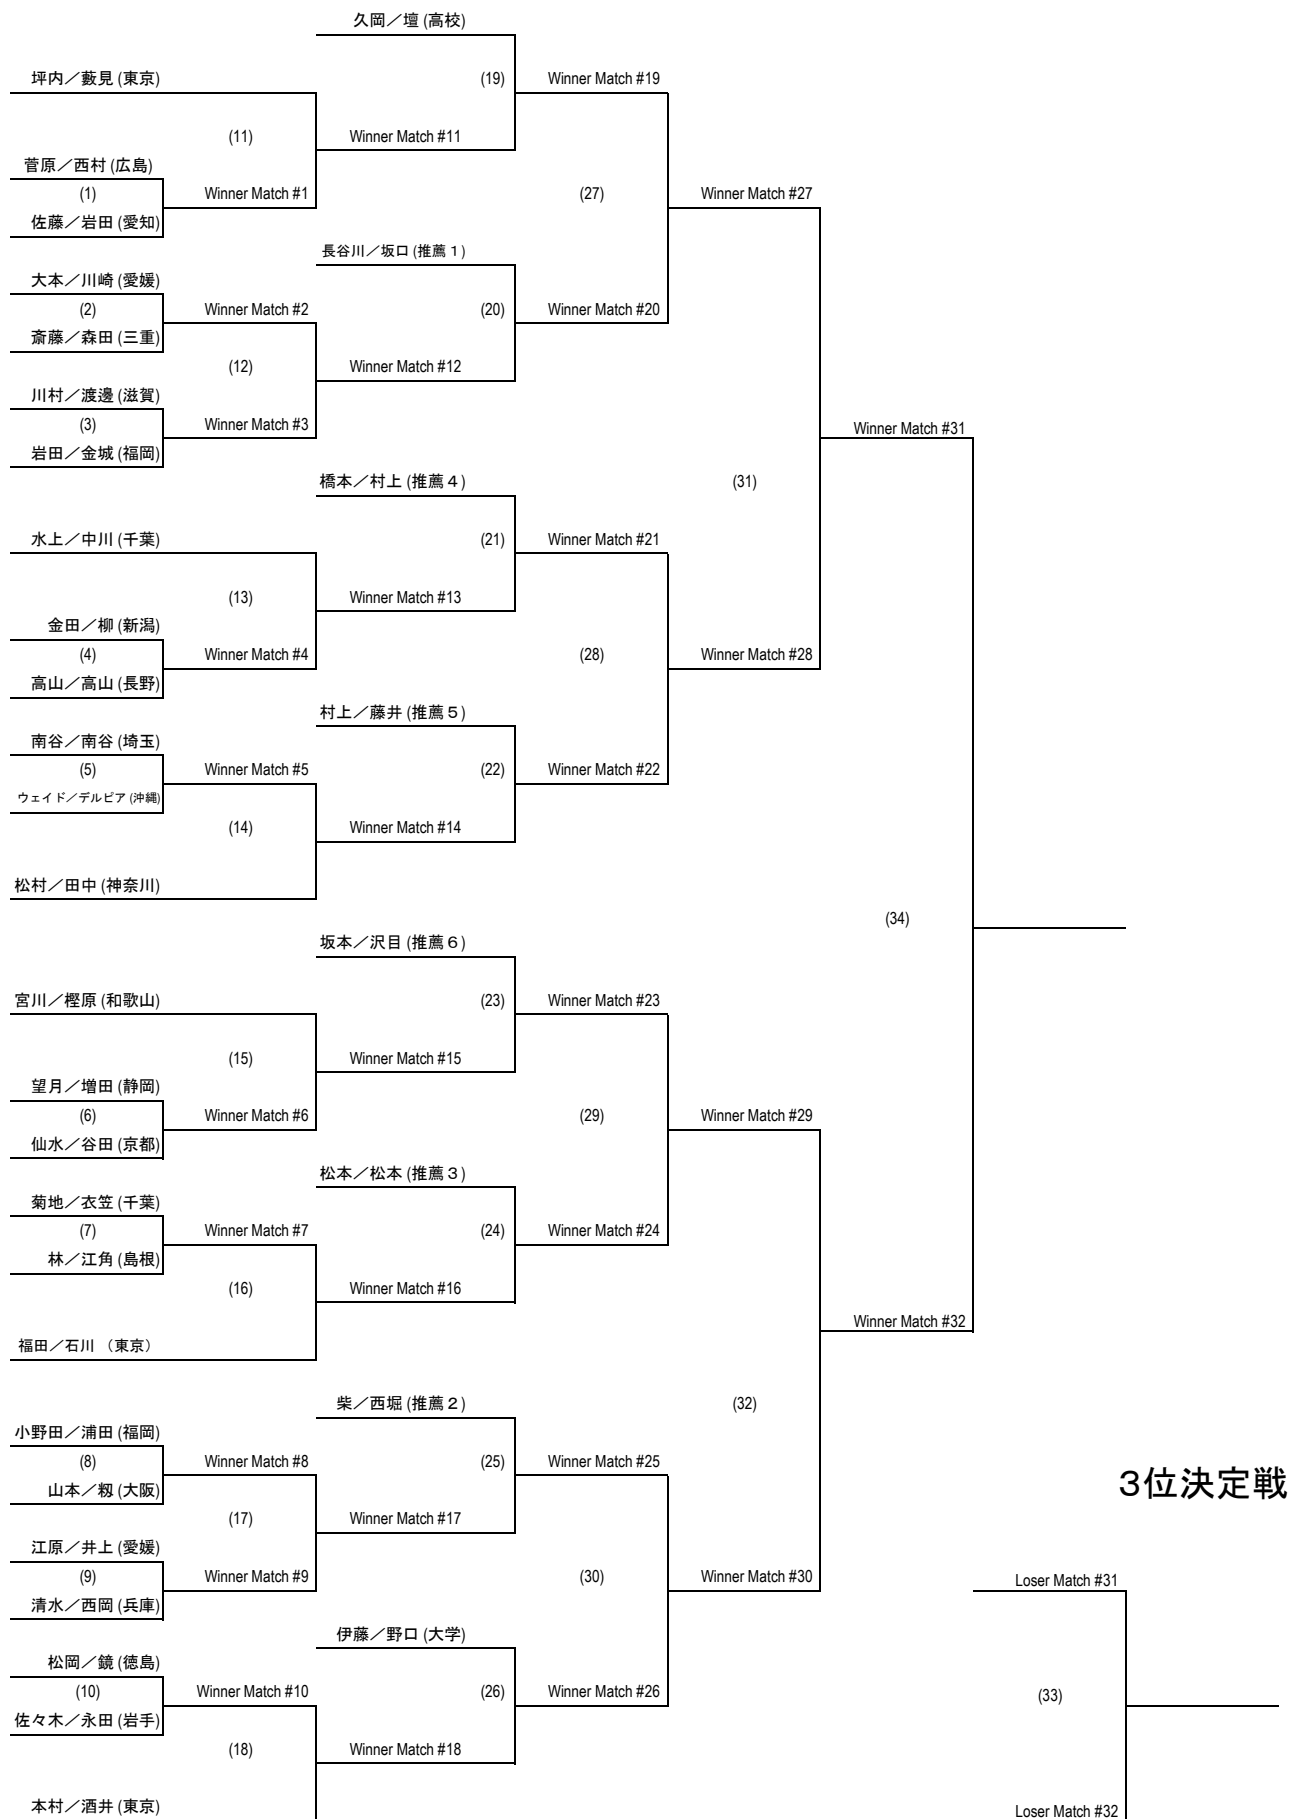 久岡／壇 (高校)
坪内／藪見 (東京)
(19)
Winner Match #19
(11)
Winner Match #11
菅原／西村 (広島)
(1)
Winner Match #1
(27)
Winner Match #27
佐藤／岩田 (愛知)
長谷川／坂口 (推薦１)
大本／川崎 (愛媛)
(2)
Winner Match #2
(20)
Winner Match #20
斎藤／森田 (三重)
(12)
Winner Match #12
川村／渡邊 (滋賀)
(3)
Winner Match #3
Winner Match #31
岩田／金城 (福岡)
橋本／村上 (推薦４)
(31)
水上／中川 (千葉)
(21)
Winner Match #21
(13)
Winner Match #13
金田／柳 (新潟)
(4)
Winner Match #4
(28)
Winner Match #28
高山／高山 (長野)
村上／藤井 (推薦５)
南谷／南谷 (埼玉)
(5)
Winner Match #5
(22)
Winner Match #22
ウェイド／デルピア (沖縄)
(14)
Winner Match #14
松村／田中 (神奈川)
(34)
坂本／沢目 (推薦６)
宮川／樫原 (和歌山)
(23)
Winner Match #23
(15)
Winner Match #15
望月／増田 (静岡)
(6)
Winner Match #6
(29)
Winner Match #29
仙水／谷田 (京都)
松本／松本 (推薦３)
菊地／衣笠 (千葉)
(7)
Winner Match #7
(24)
Winner Match #24
林／江角 (島根)
(16)
Winner Match #16
Winner Match #32
福田／石川 （東京）
柴／西堀 (推薦２)
(32)
小野田／浦田 (福岡)
(8)
Winner Match #8
(25)
Winner Match #25
山本／籾 (大阪)
3位決定戦
(17)
Winner Match #17
江原／井上 (愛媛)
(9)
Winner Match #9
(30)
Winner Match #30
Loser Match #31
清水／西岡 (兵庫)
伊藤／野口 (大学)
松岡／鏡 (徳島)
(10)
Winner Match #10
(26)
Winner Match #26
(33)
佐々木／永田 (岩手)
(18)
Winner Match #18
本村／酒井 (東京)
Loser Match #32